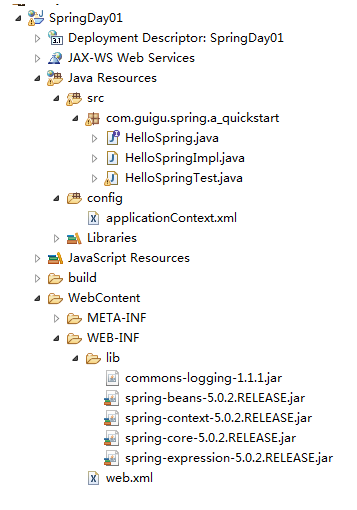 SpringDay01
Deployment Descriptor: SpringDay01
JAX-WS Web Services
Java Resources
src
com.guigu.spring.a_quickstart
HelloSpring.java
HelloSpringImpl.java
HelloSpringTest.java
config
applicationContext.xml
Libraries
JavaScript Resources
build
WebContent
META-INF
WEB-INF
lib
commons-logging-1.1.1.jar
spring-beans-5.0.2.RELEASE.jar
spring-context-5.0.2.RELEASE.jar
spring-core-5.0.2.RELEASE.jar
spring-expression-5.0.2.RELEASE.jar
web.xml